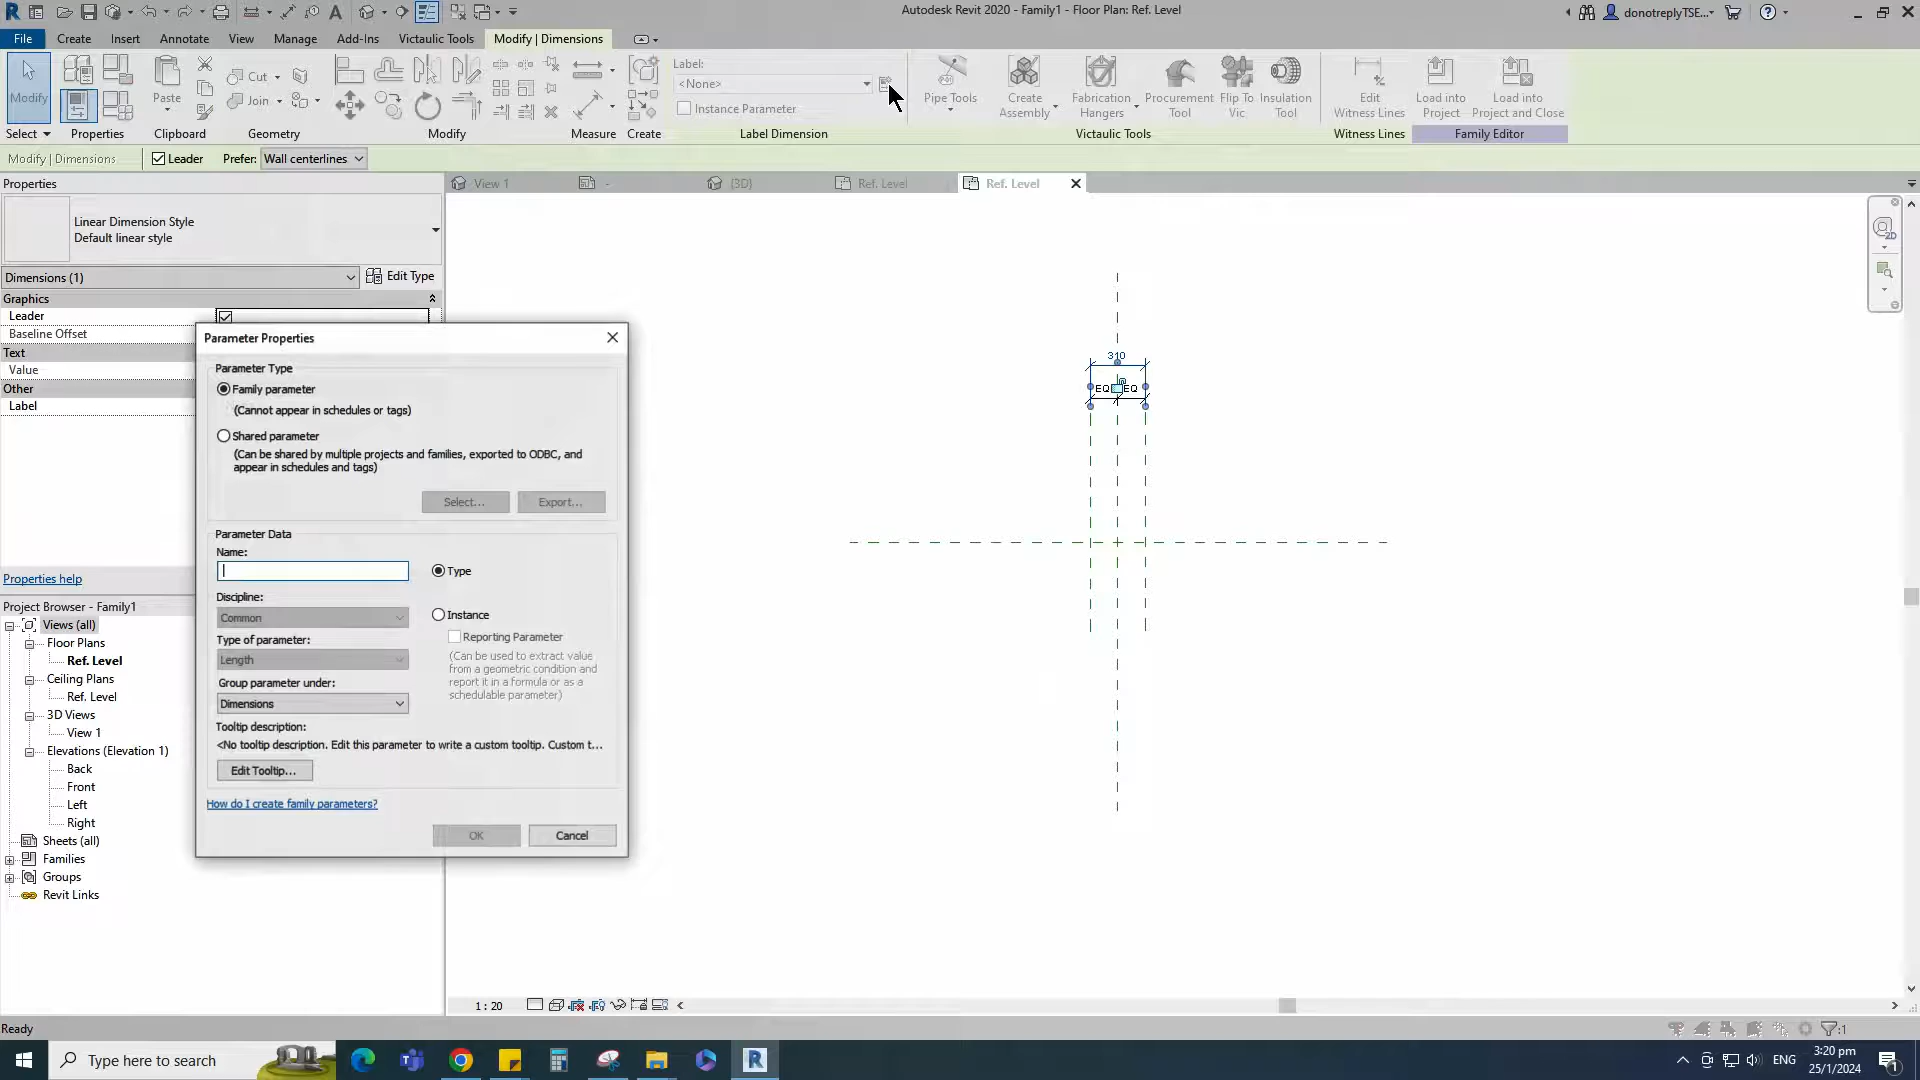 Autodesk Revit 2020 - Family1 - Floor Plan: Ref. Level
donotreplyTSE...
File Create Insert Annotate View Manage Add-Ins Victaulic Tools Modify | Dimensions
Modify
Paste
Cut
Join
Label:
<None>
Instance Parameter
Pipe Tools
Create Assembly
Fabrication Hangers
Procurement Tool
Flip To Vic
Insulation Tool
Edit Witness Lines
Load into Project
Load into Project and Close
Select Properties Clipboard Geometry Modify Measure Create Label Dimension Victaulic Tools Witness Lines Family Editor
Modify | Dimensions Leader Prefer: Wall centerlines
Properties
View 1 - {3D} Ref. Level Ref. Level
Linear Dimension Style
Default linear style
Dimensions (1) Edit Type
Graphics
Leader
Baseline Offset
Text
Value
Other
Label
Properties help
Project Browser - Family1
Views (all)
Floor Plans
Ref. Level
Ceiling Plans
Ref. Level
3D Views
View 1
Elevations (Elevation 1)
Back
Front
Left
Right
Sheets (all)
Families
Groups
Revit Links
Parameter Properties
Parameter Type
Family parameter
(Cannot appear in schedules or tags)
Shared parameter
(Can be shared by multiple projects and families, exported to ODBC, and
appear in schedules and tags)
Select... Export...
Parameter Data
Name:
Type
Discipline:
Common
Instance
Type of parameter:
Reporting Parameter
Length
(Can be used to extract value
from a geometric condition and
report it in a formula or as a
schedulable parameter)
Group parameter under:
Dimensions
Tooltip description:
<No tooltip description. Edit this parameter to write a custom tooltip. Custom t...
Edit Tooltip...
How do I create family parameters?
OK Cancel
310
EQ EQ
2D
1 : 20
Ready
:1
Type here to search
ENG
3:20 pm
25/1/2024
1